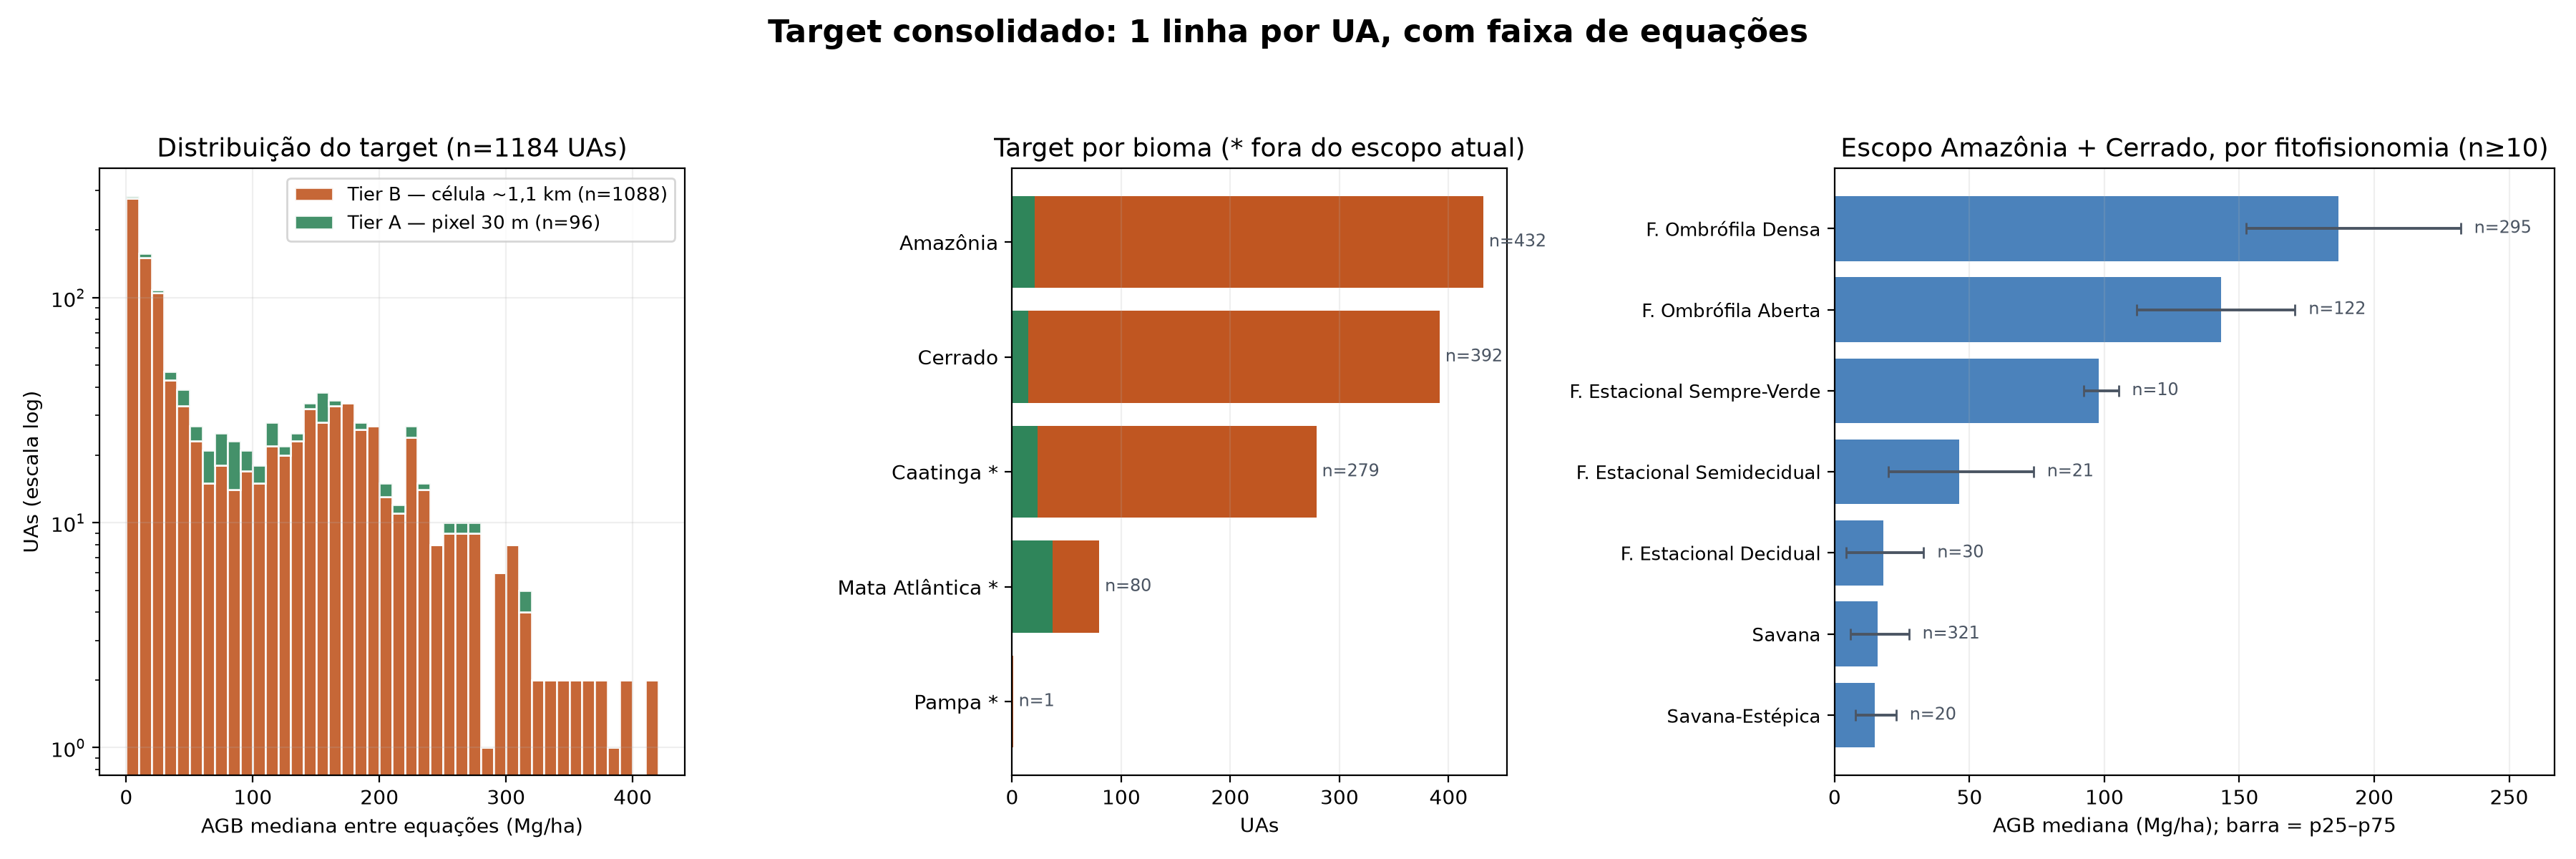 Target consolidado: 1 linha por UA, com faixa de equações
Distribuição do target (n=1184 UAs)
Tier B — célula ~1,1 km (n=1088)
Tier A — pixel 30 m (n=96)
UAs (escala log)
10²
10¹
10⁰
0 100 200 300 400
AGB mediana entre equações (Mg/ha)
Target por bioma (* fora do escopo atual)
Amazônia n=432
Cerrado n=392
Caatinga * n=279
Mata Atlântica * n=80
Pampa * n=1
0 100 200 300 400
UAs
Escopo Amazônia + Cerrado, por fitofisionomia (n≥10)
F. Ombrófila Densa n=295
F. Ombrófila Aberta n=122
F. Estacional Sempre-Verde n=10
F. Estacional Semidecidual n=21
F. Estacional Decidual n=30
Savana n=321
Savana-Estépica n=20
0 50 100 150 200 250
AGB mediana (Mg/ha); barra = p25–p75